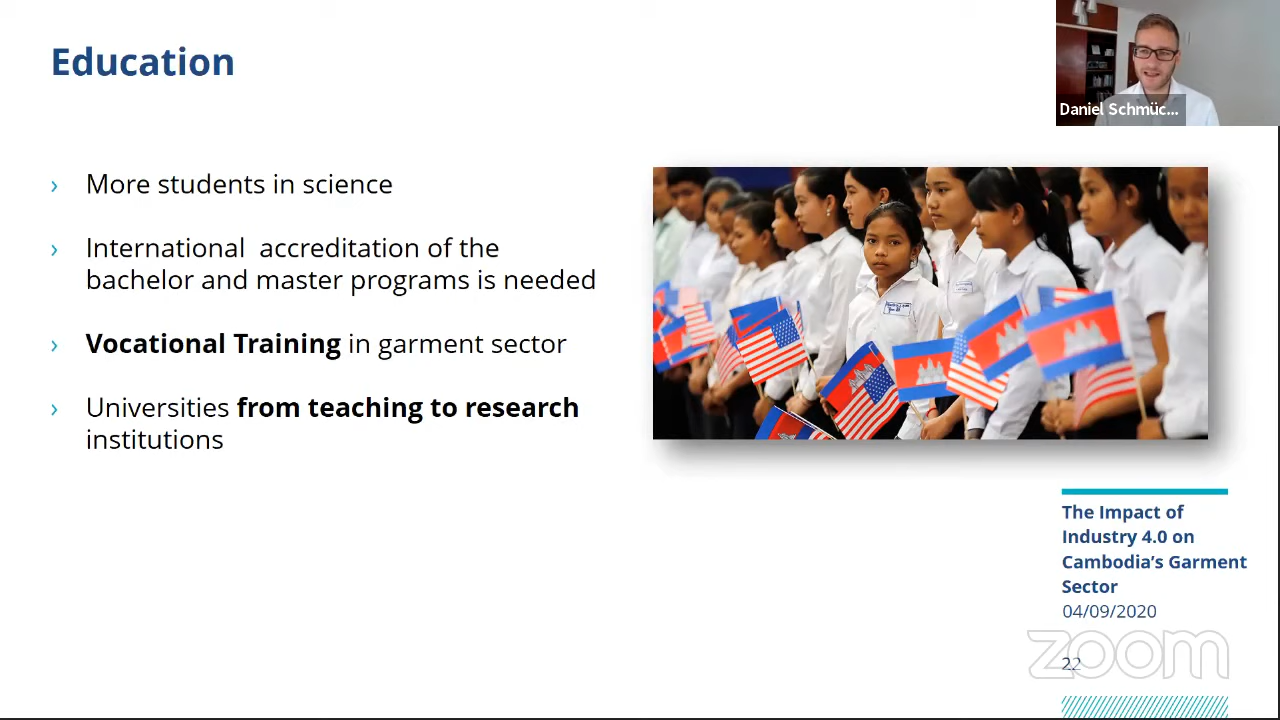 Education
Daniel Schmüc...
› More students in science
› International  accreditation of the
bachelor and master programs is needed
› Vocational Training in garment sector
› Universities from teaching to research
institutions
The Impact of
Industry 4.0 on
Cambodia’s Garment
Sector
04/09/2020
zoom
22